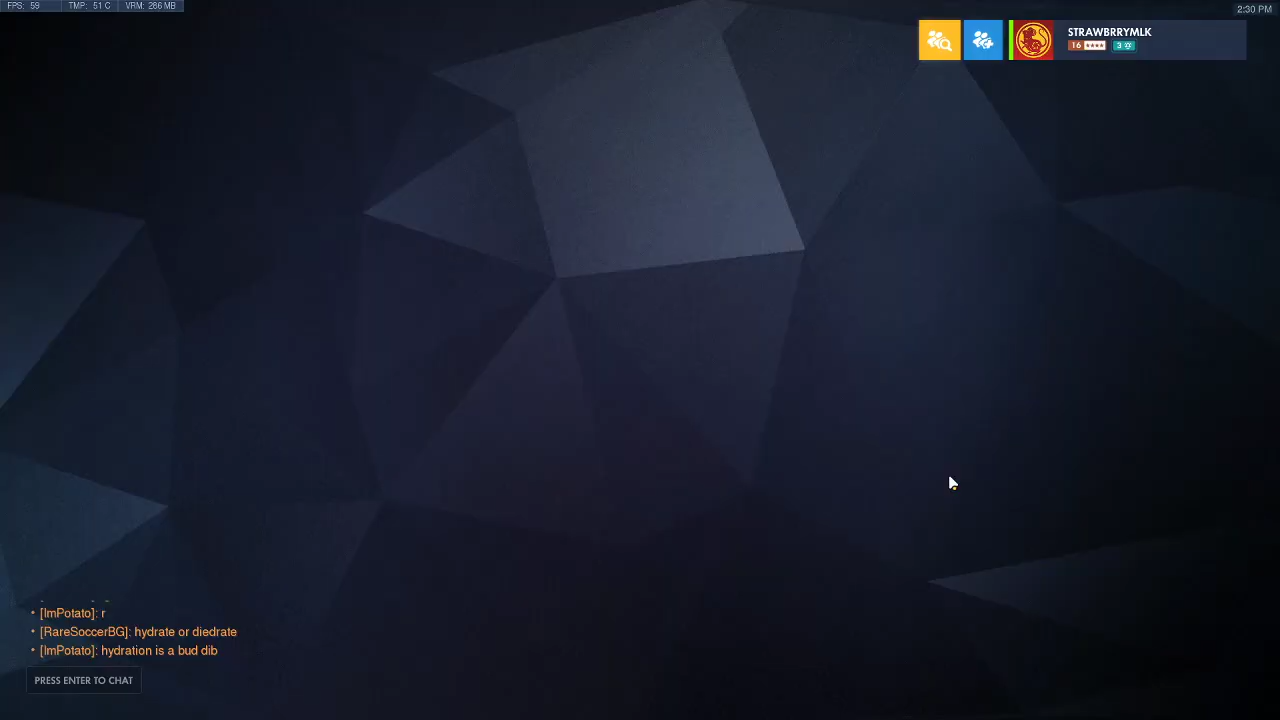 FPS: 59 TMP: 51 C VRM: 286 MB
2:30 PM
STRAWBRRYMLK
16 3
[ImPotato]: r
[RareSoccerBG]: hydrate or diedrate
[ImPotato]: hydration is a bud dib
PRESS ENTER TO CHAT